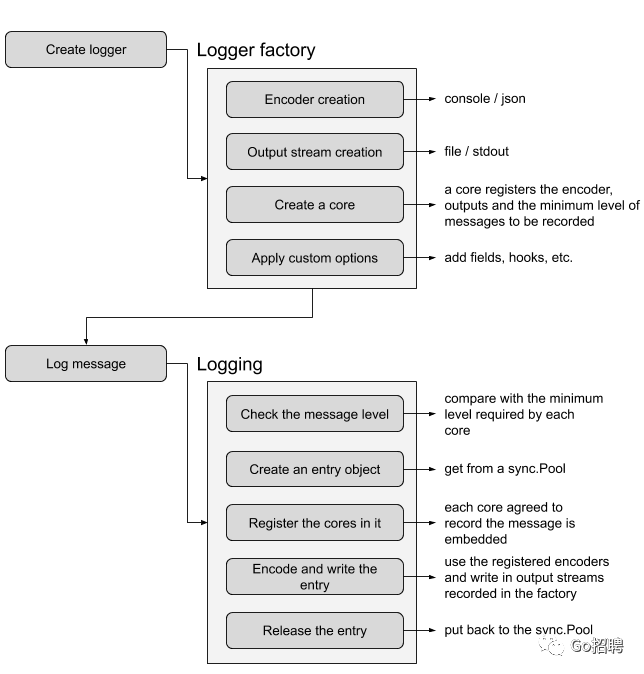 Create logger
Logger factory
Encoder creation
console / json
Output stream creation
file / stdout
Create a core
a core registers the encoder,
outputs and the minimum level of
messages to be recorded
Apply custom options
add fields, hooks, etc.
Log message
Logging
Check the message level
compare with the minimum
level required by each
core
Create an entry object
get from a sync.Pool
Register the cores in it
each core agreed to
record the message is
embedded
Encode and write the
entry
use the registered encoders
and write in output streams
recorded in the factory
Release the entry
put back to the sync.Pool
Go招聘